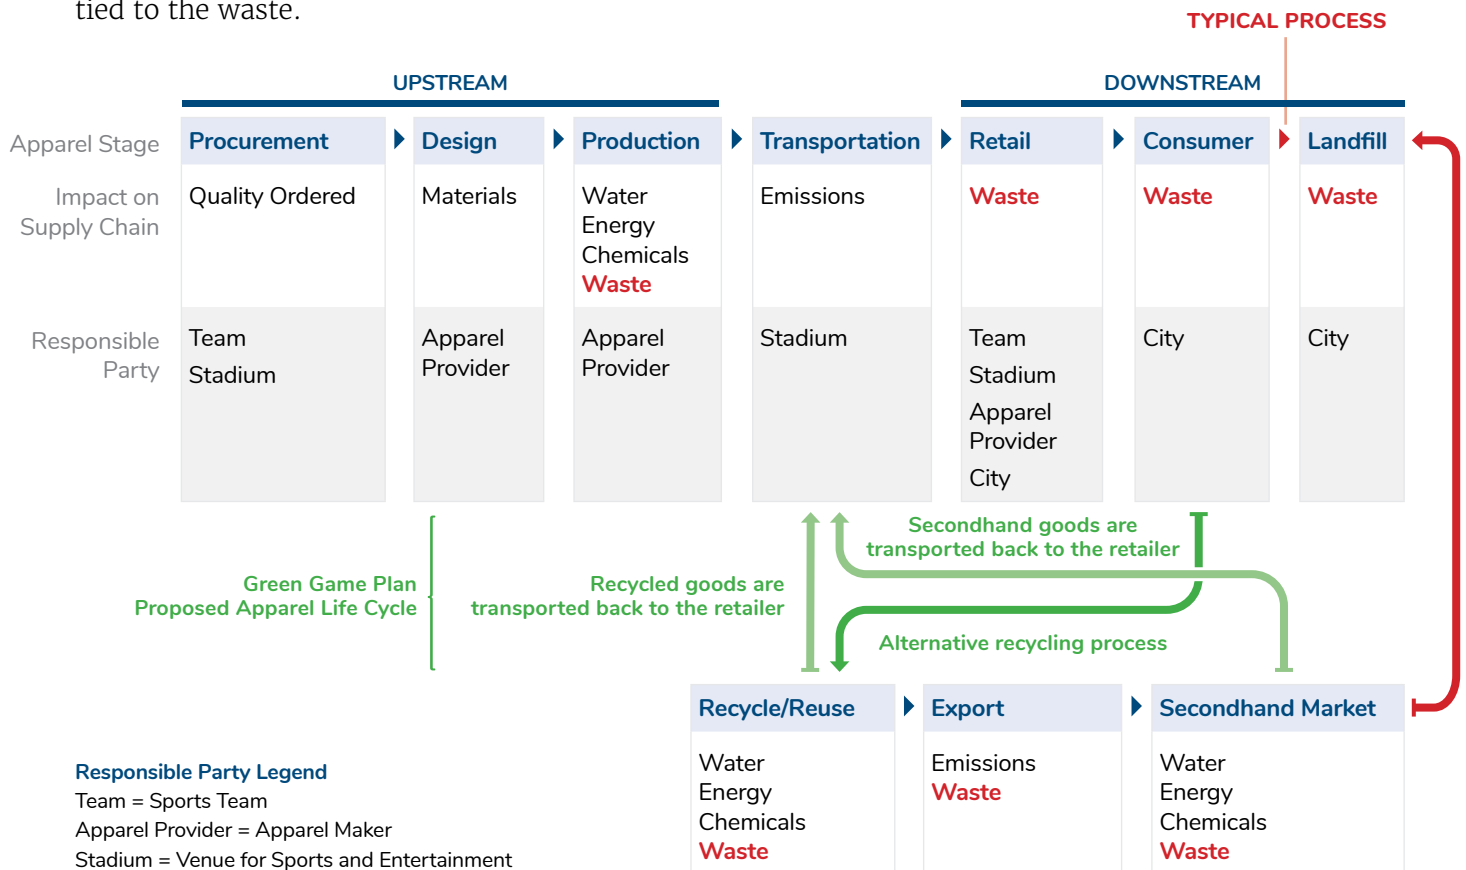 tied to the waste.
TYPICAL PROCESS
UPSTREAM
DOWNSTREAM
Apparel Stage
Procurement
Design
Production
Transportation
Retail
Consumer
Landfill
Impact on
Supply Chain
Quality Ordered
Materials
Water
Energy
Chemicals
Waste
Emissions
Waste
Waste
Waste
Responsible
Party
Team
Stadium
Apparel
Provider
Apparel
Provider
Stadium
Team
Stadium
Apparel
Provider
City
City
City
Green Game Plan
Proposed Apparel Life Cycle
Recycled goods are
transported back to the retailer
Secondhand goods are
transported back to the retailer
Alternative recycling process
Recycle/Reuse
Export
Secondhand Market
Water
Energy
Chemicals
Waste
Emissions
Waste
Water
Energy
Chemicals
Waste
Responsible Party Legend
Team = Sports Team
Apparel Provider = Apparel Maker
Stadium = Venue for Sports and Entertainment